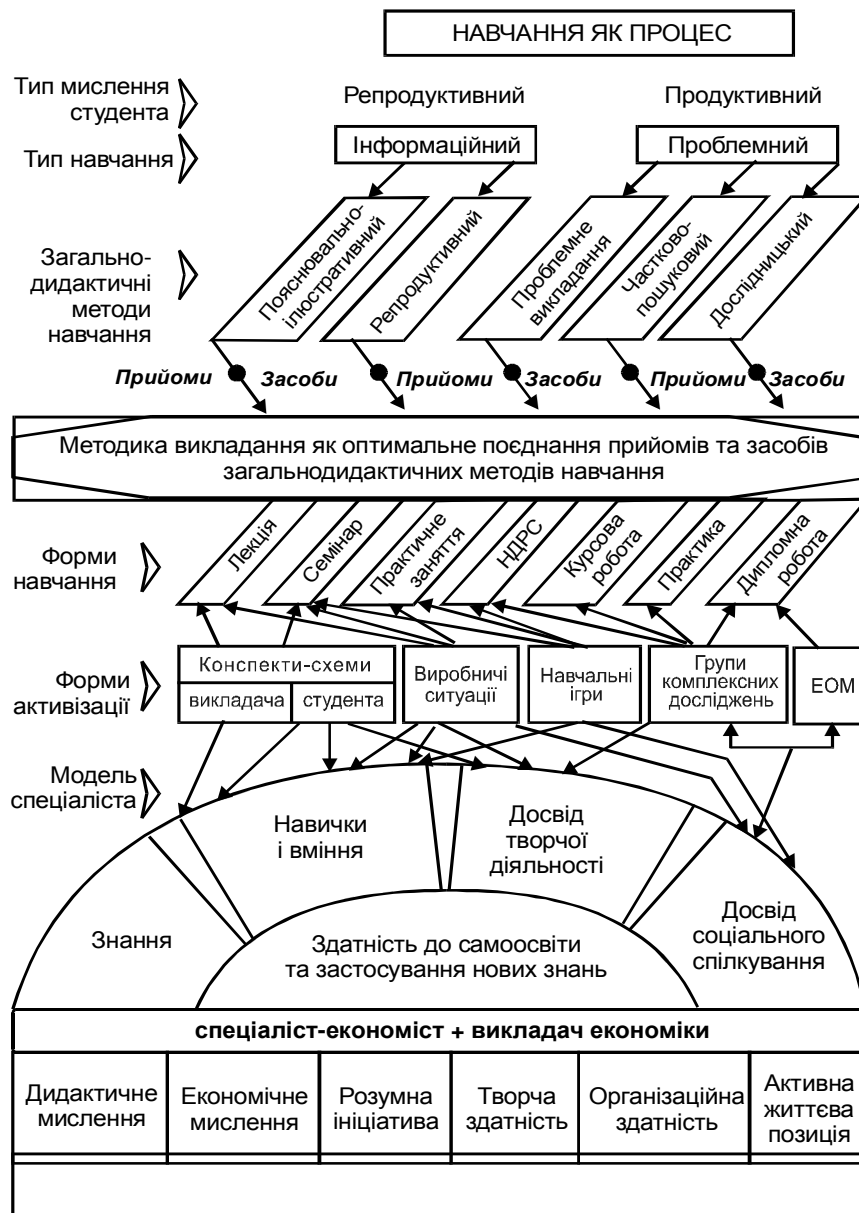 НАВЧАННЯ ЯК ПРОЦЕС
Тип мислення
студента
Репродуктивний
Продуктивний
Тип навчання
Інформаційний
Проблемний
Загально-
дидактичні
методи
навчання
Пояснювально-
ілюстративний
Репродуктивний
Проблемне
викладання
Частково-
пошуковий
Дослідницький
Прийоми Засоби Прийоми Засоби Прийоми Засоби
Методика викладання як оптимальне поєднання прийомів та засобів
загальнодидактичних методів навчання
Форми
навчання
Лекція
Семінар
Практичне
заняття
НДРС
Курсова
робота
Практика
Дипломна
робота
Форми
активізації
Конспекти-схеми
викладача
студента
Виробничі
ситуації
Навчальні
ігри
Групи
комплексних
досліджень
ЕОМ
Модель
спеціаліста
Знання
Навички
і вміння
Досвід
творчої
діяльності
Досвід
соціального
спілкування
Здатність до самоосвіти
та застосування нових знань
спеціаліст-економіст + викладач економіки
Дидактичне
мислення
Економічне
мислення
Розумна
ініціатива
Творча
здатність
Організаційна
здатність
Активна
життєва
позиція